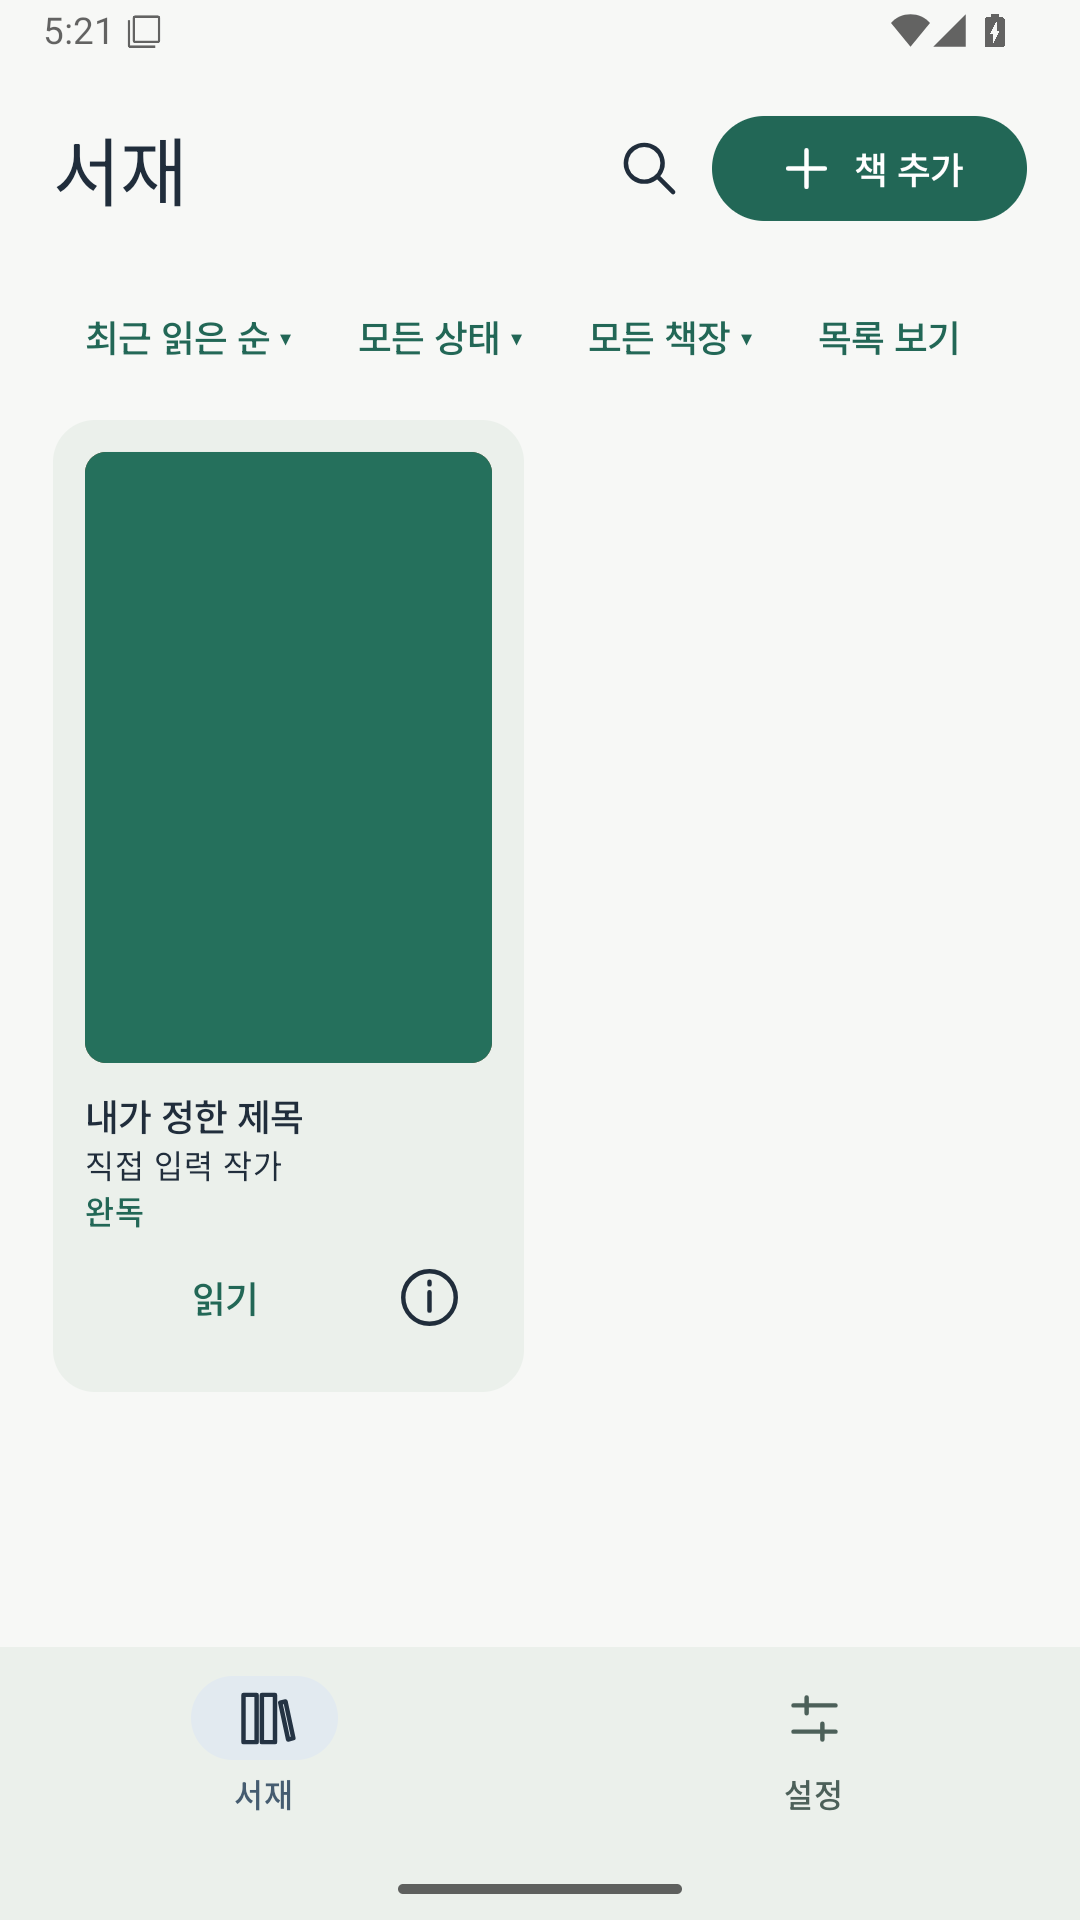 5:21
서재
책 추가
최근 읽은 순 ▾ 모든 상태 ▾ 모든 책장 ▾ 목록 보기
내가 정한 제목
직접 입력 작가
완독
읽기
서재 설정